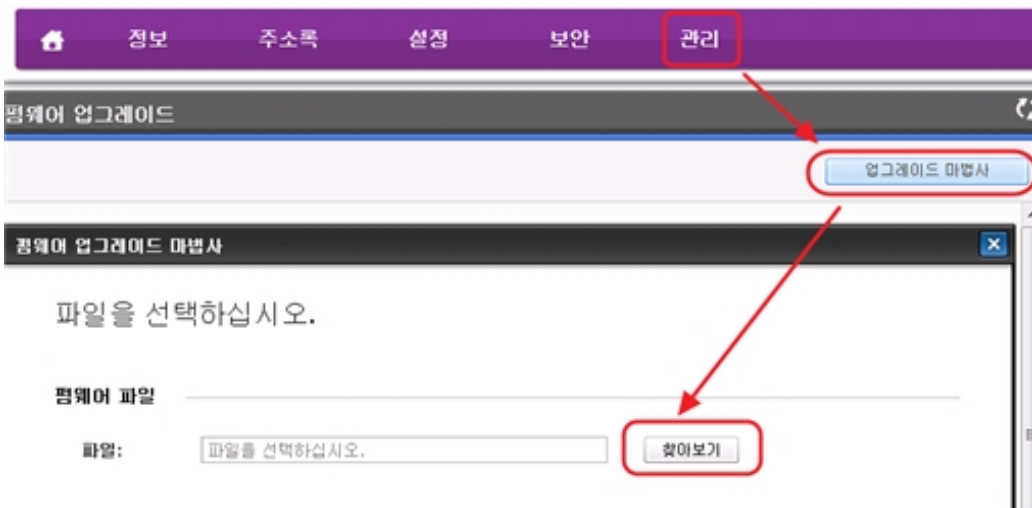 정보 주소록 설정 보안 관리
펌웨어 업그레이드
업그레이드 마법사
펌웨어 업그레이드 마법사
파일을 선택하십시오.
펌웨어 파일
파일: 파일을 선택하십시오. 찾아보기